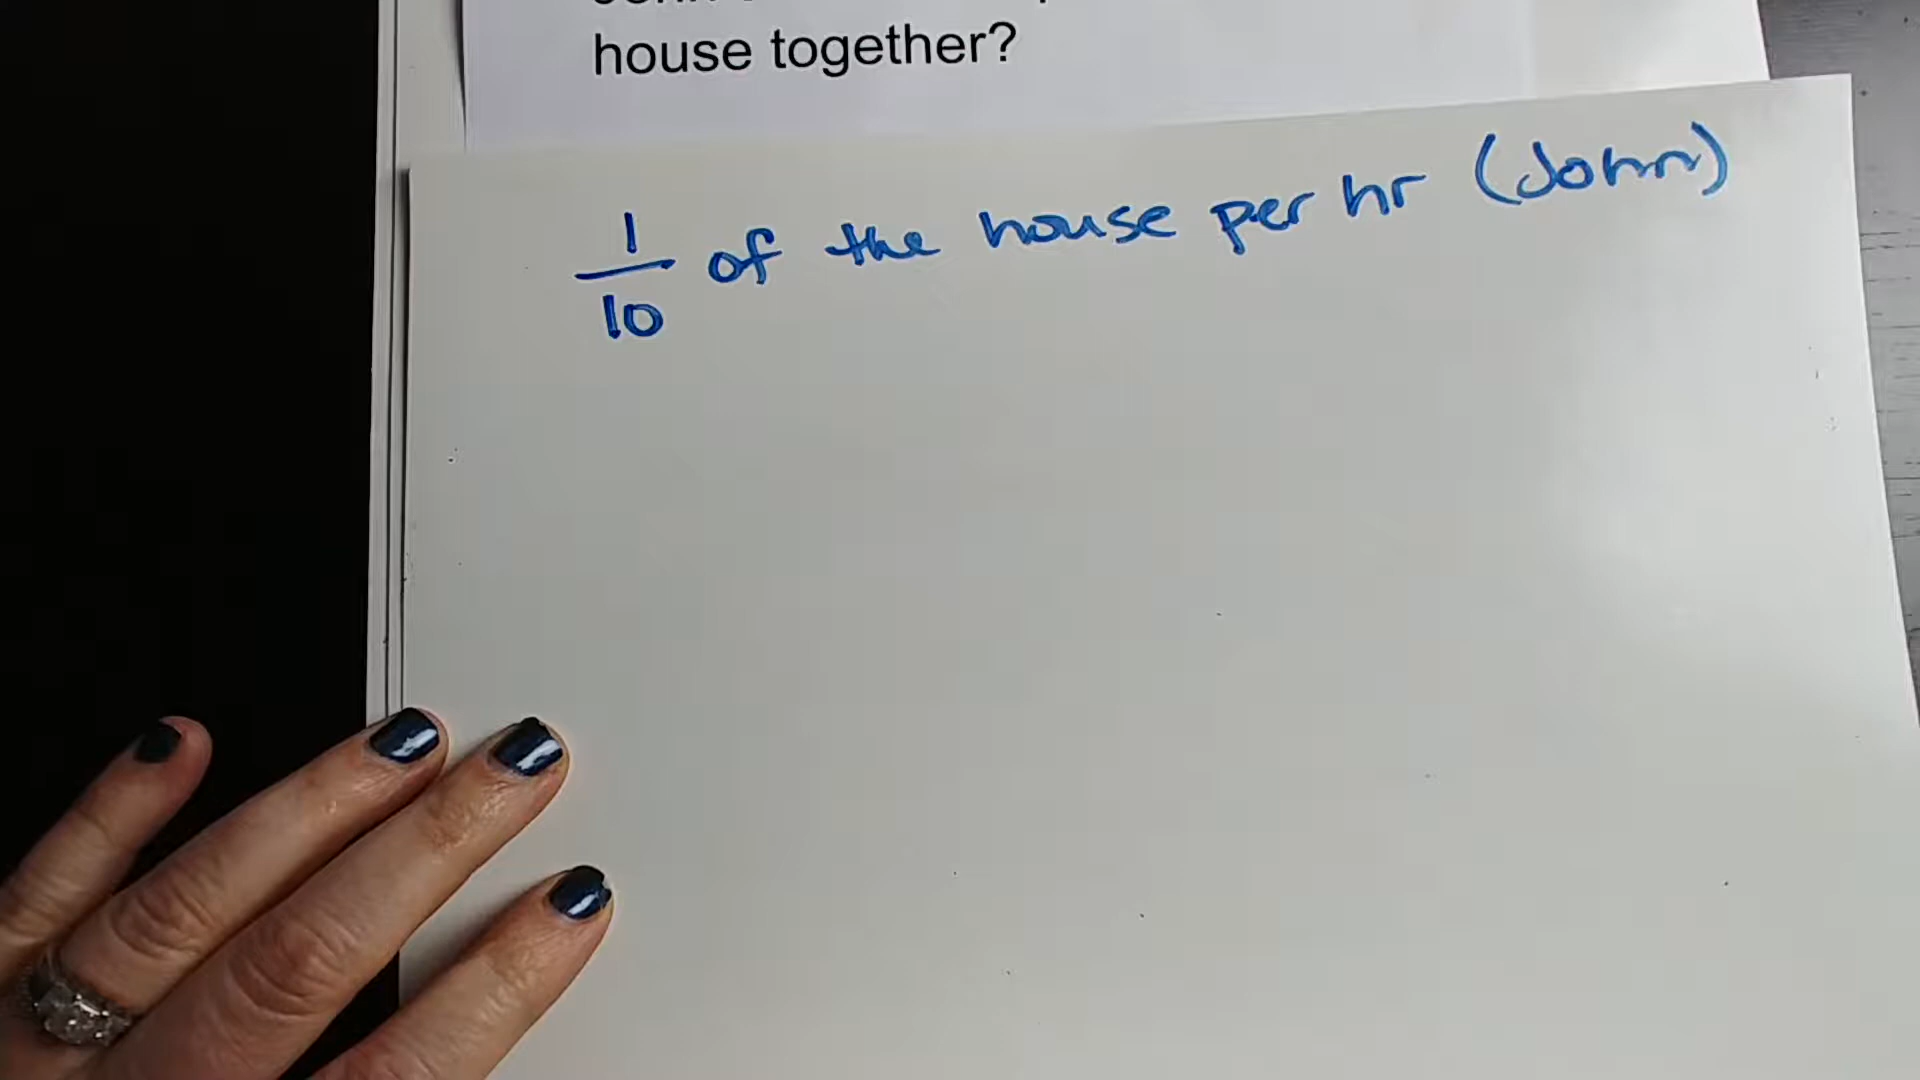 house together?
1/10 of the house per hr (John)